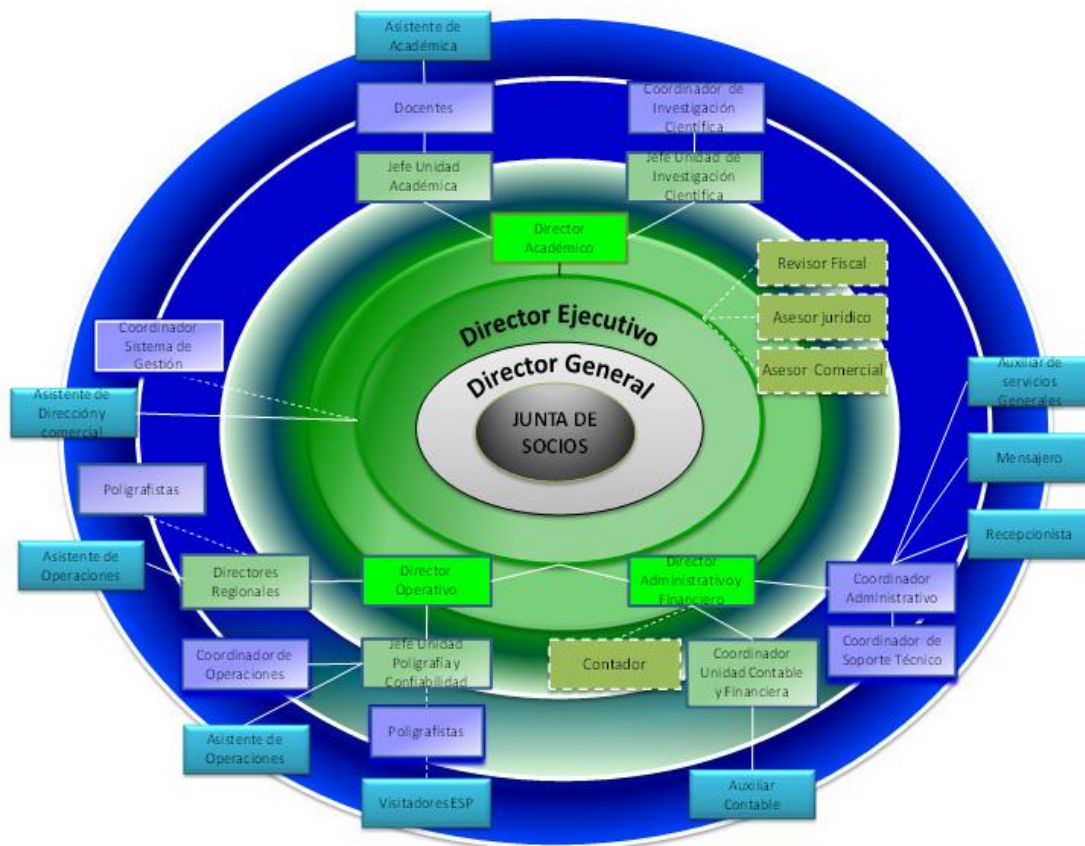 Asistente de
Académica
Docentes
Coordinador de
Investigación
Científica
Jefe Unidad
Académica
Jefe Unidad de
Investigación
Científica
Director
Académico
Revisor Fiscal
Asesor jurídico
Asesor Comercial
Director Ejecutivo
Director General
JUNTA DE
SOCIOS
Coordinador
Sistema de
Gestión
Asistente de
Dirección y
comercial
Auxiliar de
servicios
Generales
Mensajero
Recepcionista
Poligrafistas
Asistente de
Operaciones
Directores
Regionales
Director
Operativo
Director
Administrativo y
Financiero
Coordinador
Administrativo
Coordinador de
Operaciones
Jefe Unidad
Poligrafía y
Confiabilidad
Contador
Coordinador
Unidad Contable
y Financiera
Coordinador de
Soporte Técnico
Asistente de
Operaciones
Poligrafistas
Visitadores ESP
Auxiliar
Contable